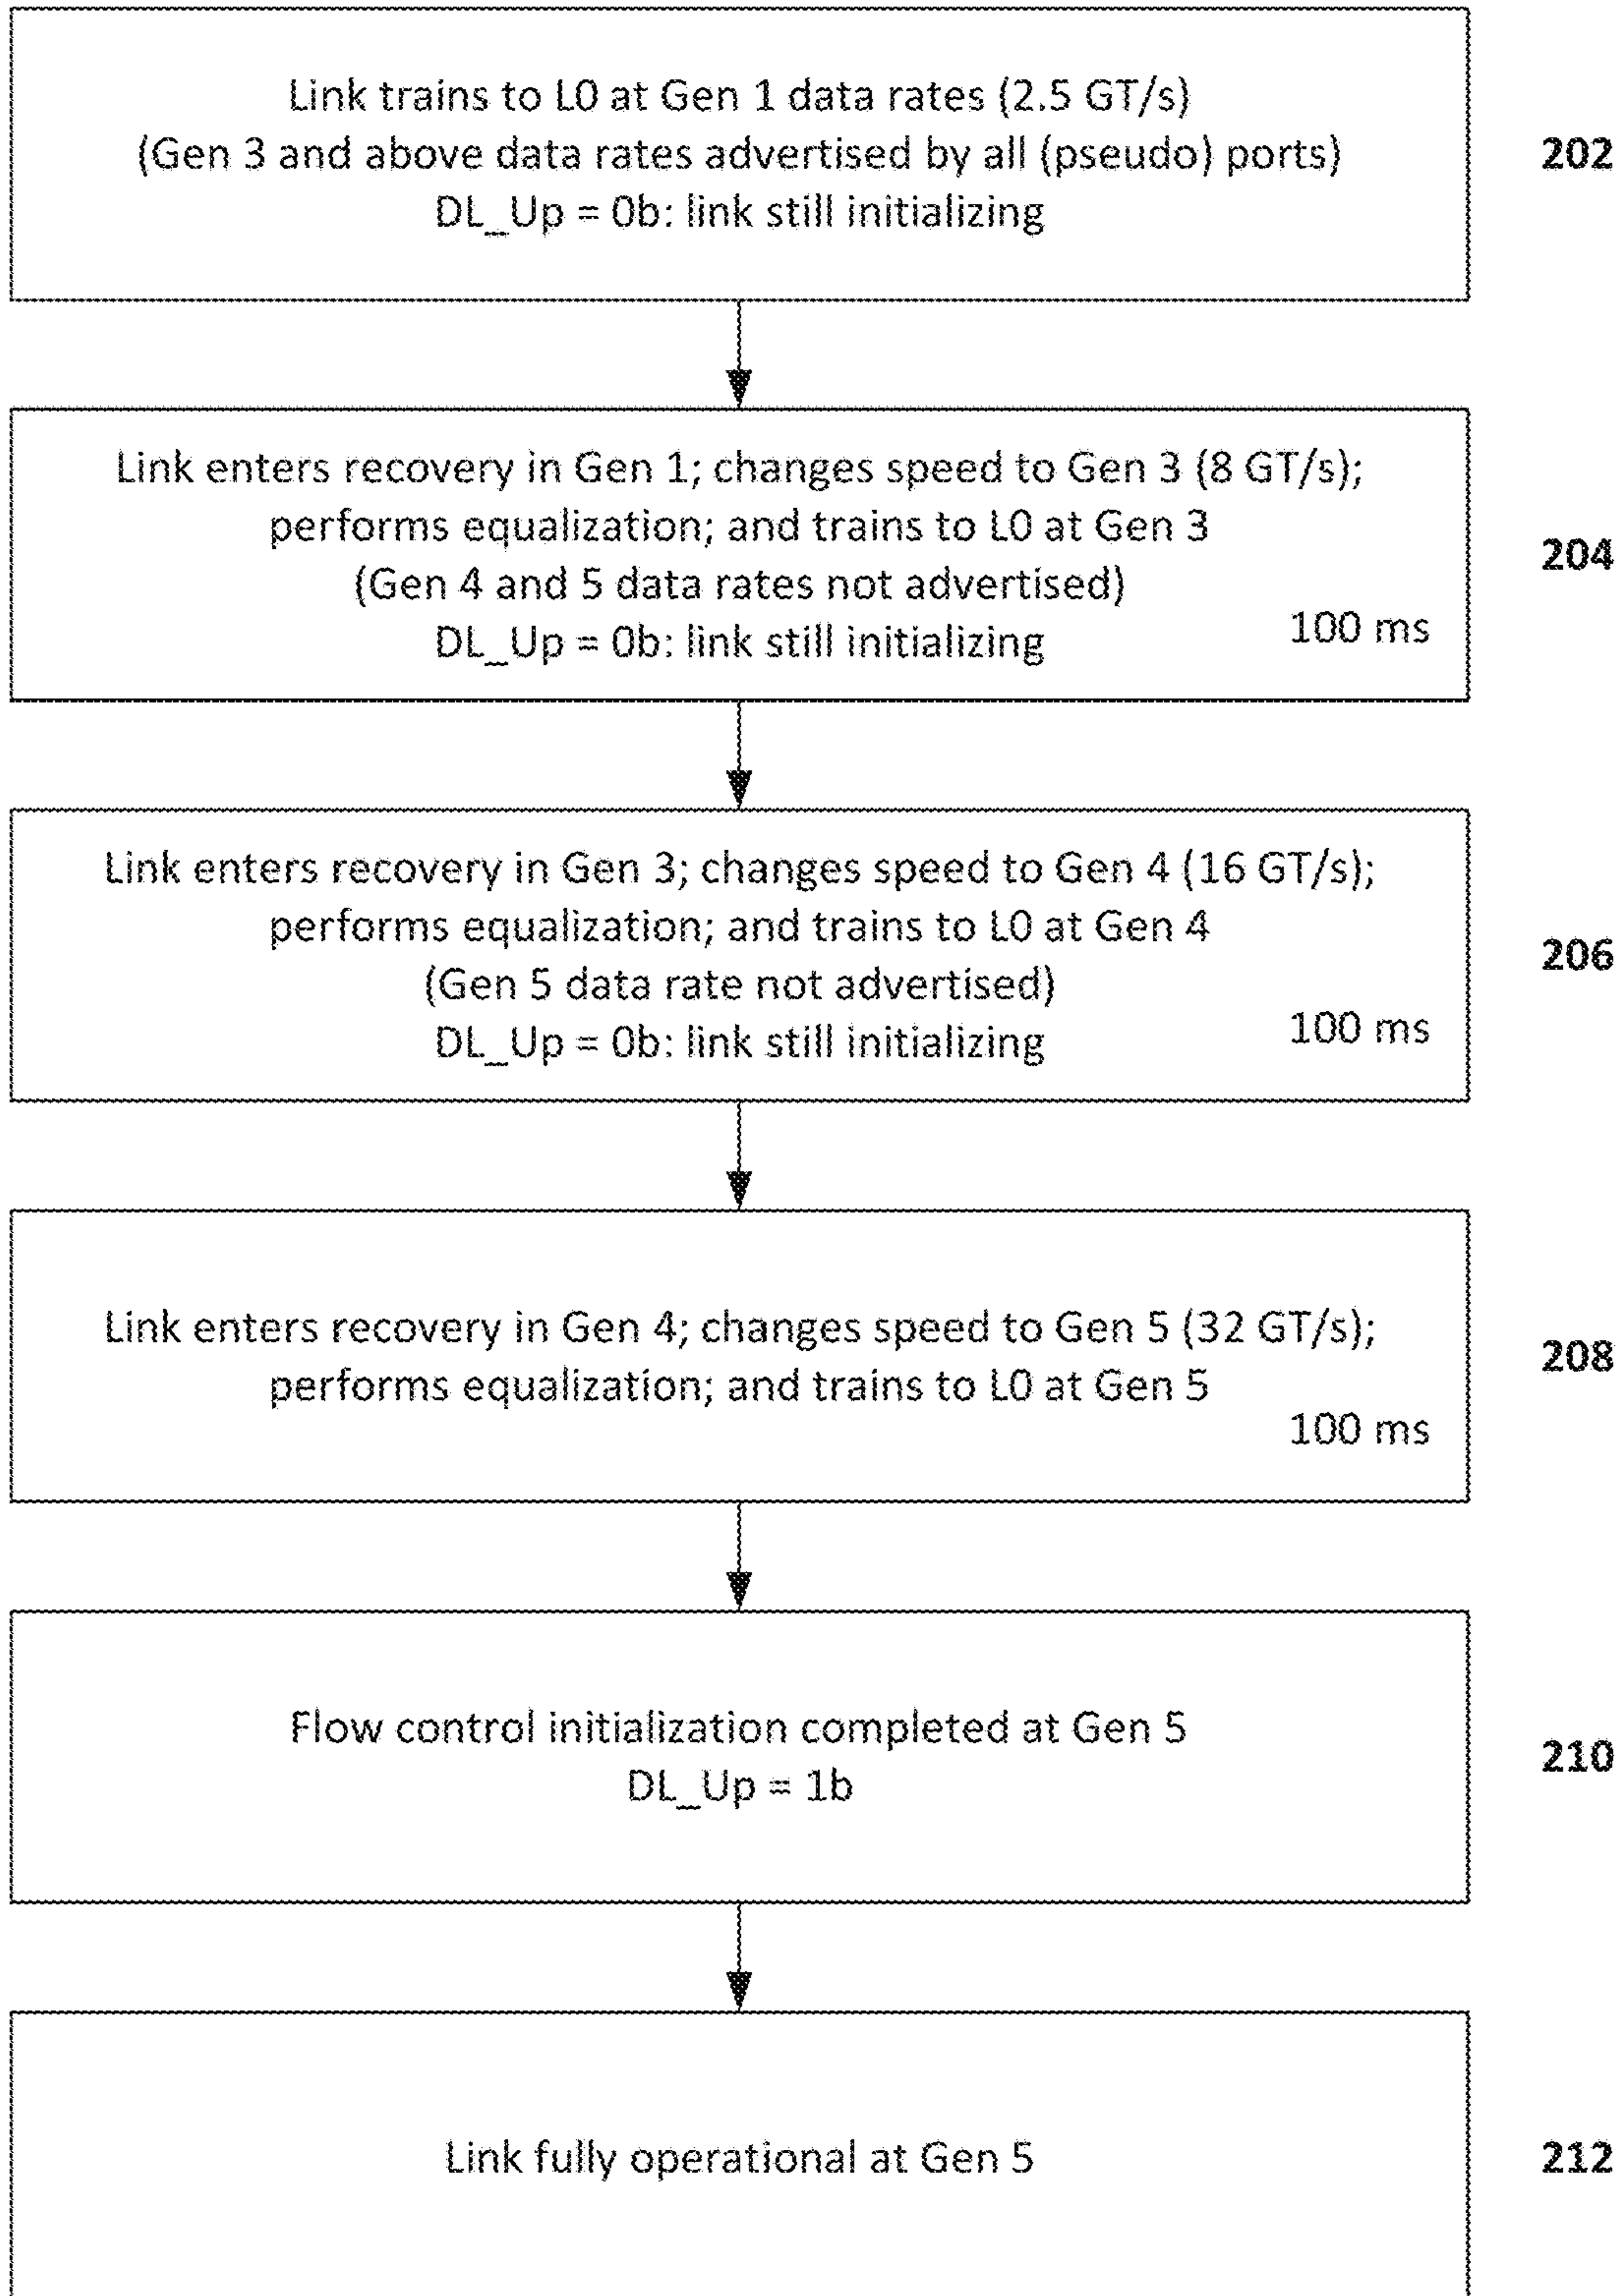 Link trains to L0 at Gen 1 data rates (2.5 GT/s)
(Gen 3 and above data rates advertised by all (pseudo) ports)
DL_Up = 0b: link still initializing
202
Link enters recovery in Gen 1; changes speed to Gen 3 (8 GT/s);
performs equalization; and trains to L0 at Gen 3
(Gen 4 and 5 data rates not advertised)
DL_Up = 0b: link still initializing
100 ms
204
Link enters recovery in Gen 3; changes speed to Gen 4 (16 GT/s);
performs equalization; and trains to L0 at Gen 4
(Gen 5 data rate not advertised)
DL_Up = 0b: link still initializing
100 ms
206
Link enters recovery in Gen 4; changes speed to Gen 5 (32 GT/s);
performs equalization; and trains to L0 at Gen 5
100 ms
208
Flow control initialization completed at Gen 5
DL_Up = 1b
210
Link fully operational at Gen 5
212